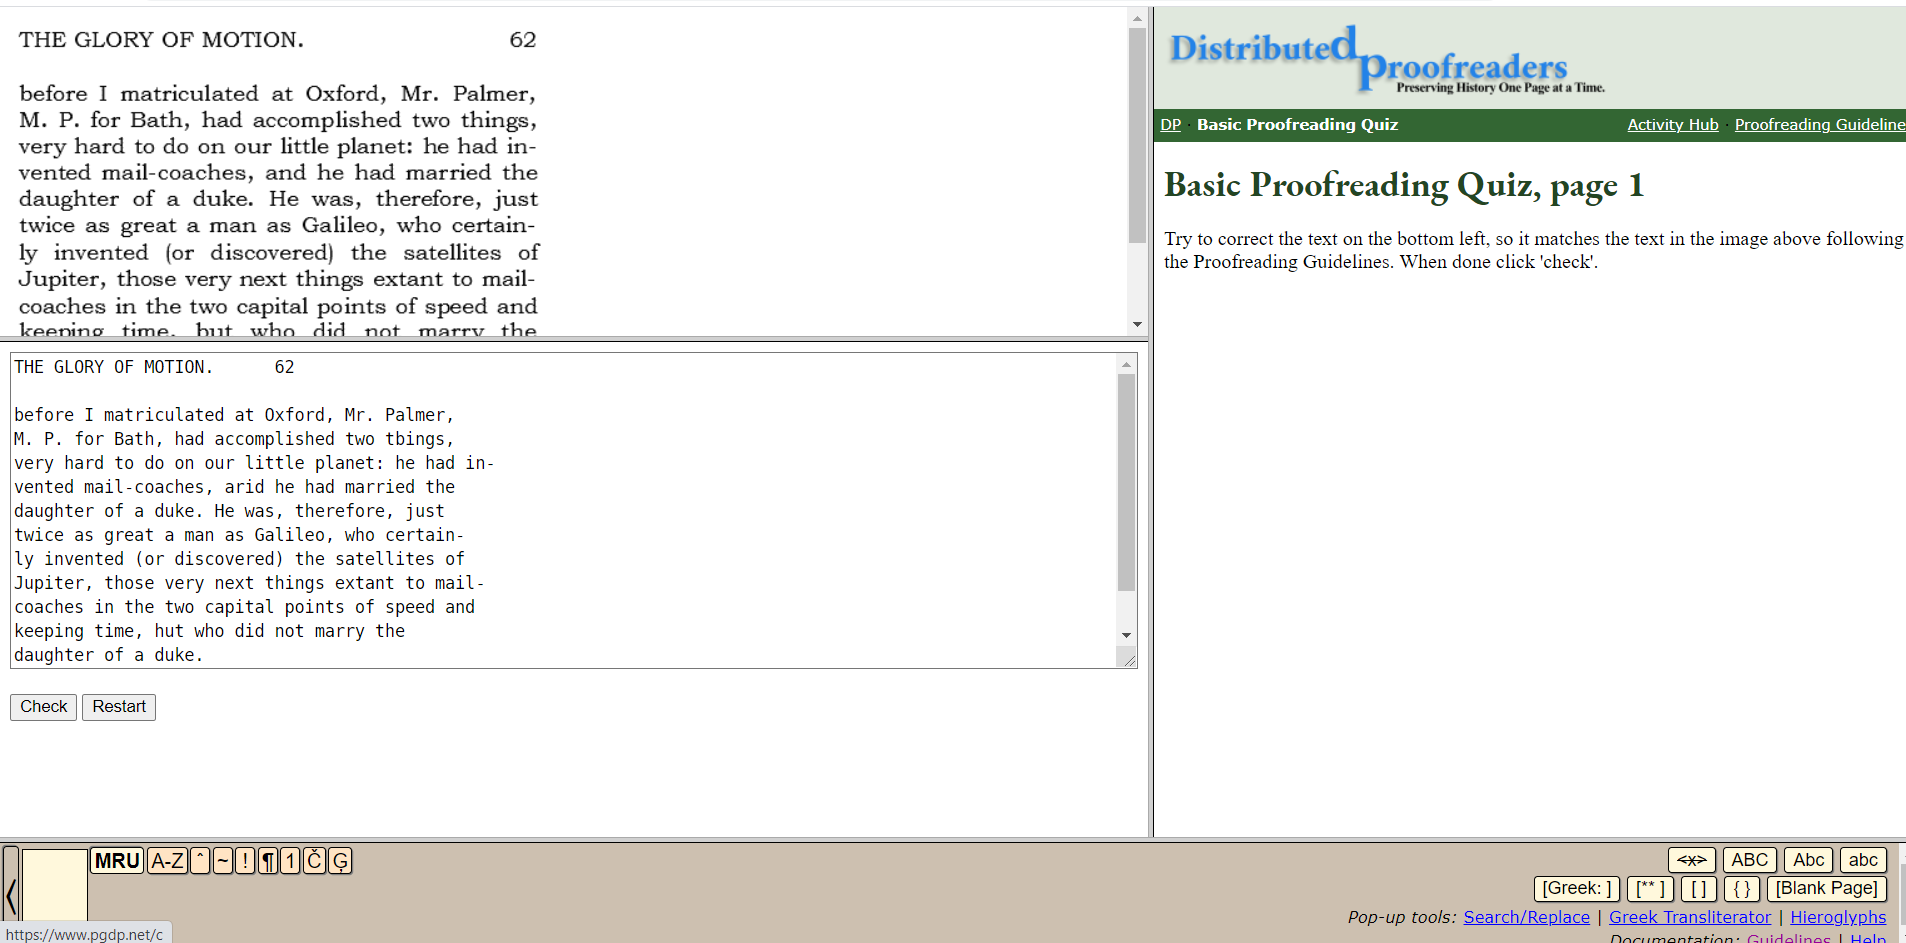 THE GLORY OF MOTION. 62
before I matriculated at Oxford, Mr. Palmer,
M. P. for Bath, had accomplished two things,
very hard to do on our little planet: he had in-
vented mail-coaches, and he had married the
daughter of a duke. He was, therefore, just
twice as great a man as Galileo, who certain-
ly invented (or discovered) the satellites of
Jupiter, those very next things extant to mail-
coaches in the two capital points of speed and
keeping time, but who did not marry the
THE GLORY OF MOTION. 62
before I matriculated at Oxford, Mr. Palmer,
M. P. for Bath, had accomplished two tbings,
very hard to do on our little planet: he had in-
vented mail-coaches, arid he had married the
daughter of a duke. He was, therefore, just
twice as great a man as Galileo, who certain-
ly invented (or discovered) the satellites of
Jupiter, those very next things extant to mail-
coaches in the two capital points of speed and
keeping time, hut who did not marry the
daughter of a duke.
Check Restart
Distributed Proofreaders
Preserving History One Page at a Time.
DP · Basic Proofreading Quiz Activity Hub · Proofreading Guideline
Basic Proofreading Quiz, page 1
Try to correct the text on the bottom left, so it matches the text in the image above following
the Proofreading Guidelines. When done click 'check'.
MRU A-Z ^ ~ ! ¶ 1 Č Ģ
<x> ABC Abc abc
[Greek: ] [** ] [ ] { } [Blank Page]
Pop-up tools: Search/Replace | Greek Transliterator | Hieroglyphs
Documentation: Guidelines | Help
https://www.pgdp.net/c